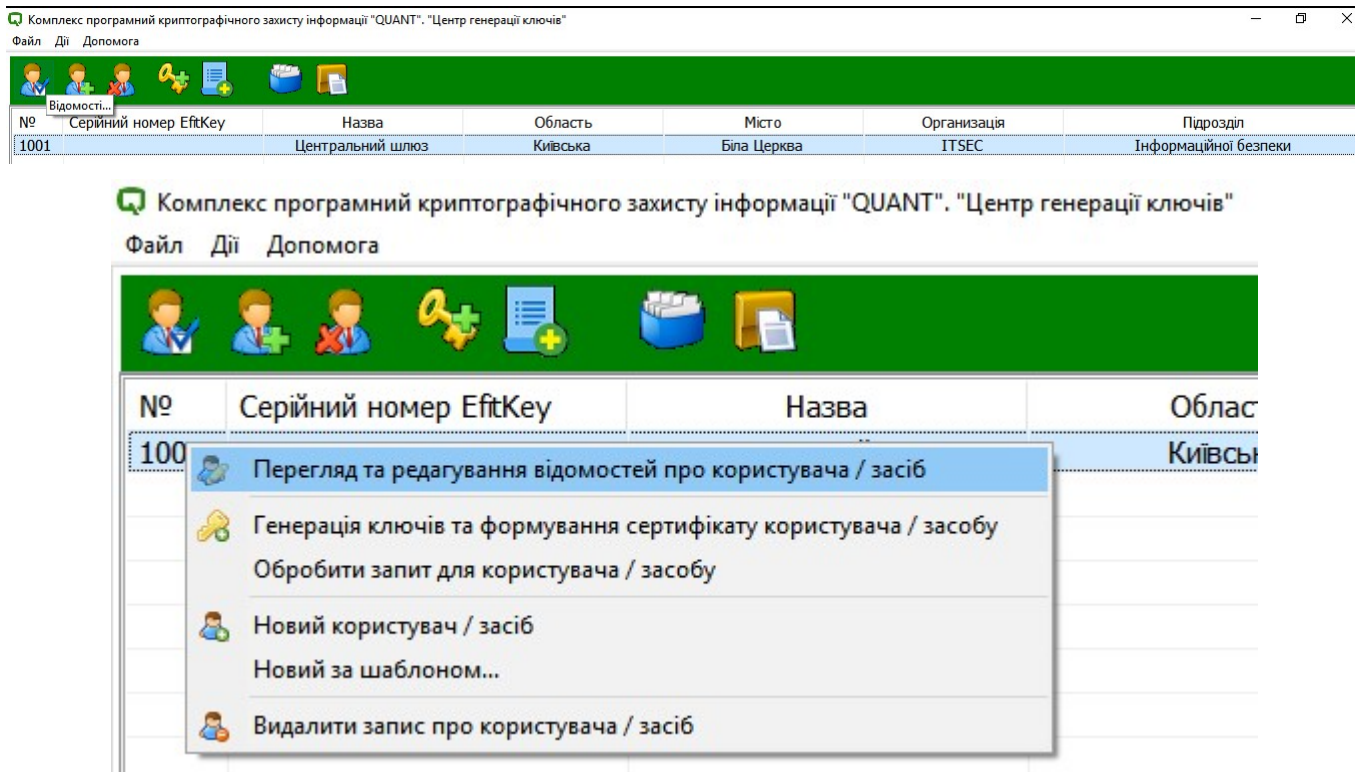 Комплекс програмний криптографічного захисту інформації "QUANT". "Центр генерації ключів"
Файл Дії Допомога
Відомості...
№ Серійний номер EfitKey Назва Область Місто Организація Підрозділ
1001 Центральний шлюз Київська Біла Церква ITSEC Інформаційної безпеки
Комплекс програмний криптографічного захисту інформації "QUANT". "Центр генерації ключів"
Файл Дії Допомога
№ Серійний номер EfitKey Назва Облас
100 Київсь
Перегляд та редагування відомостей про користувача / засіб
Генерація ключів та формування сертифікату користувача / засобу
Обробити запит для користувача / засобу
Новий користувач / засіб
Новий за шаблоном...
Видалити запис про користувача / засіб